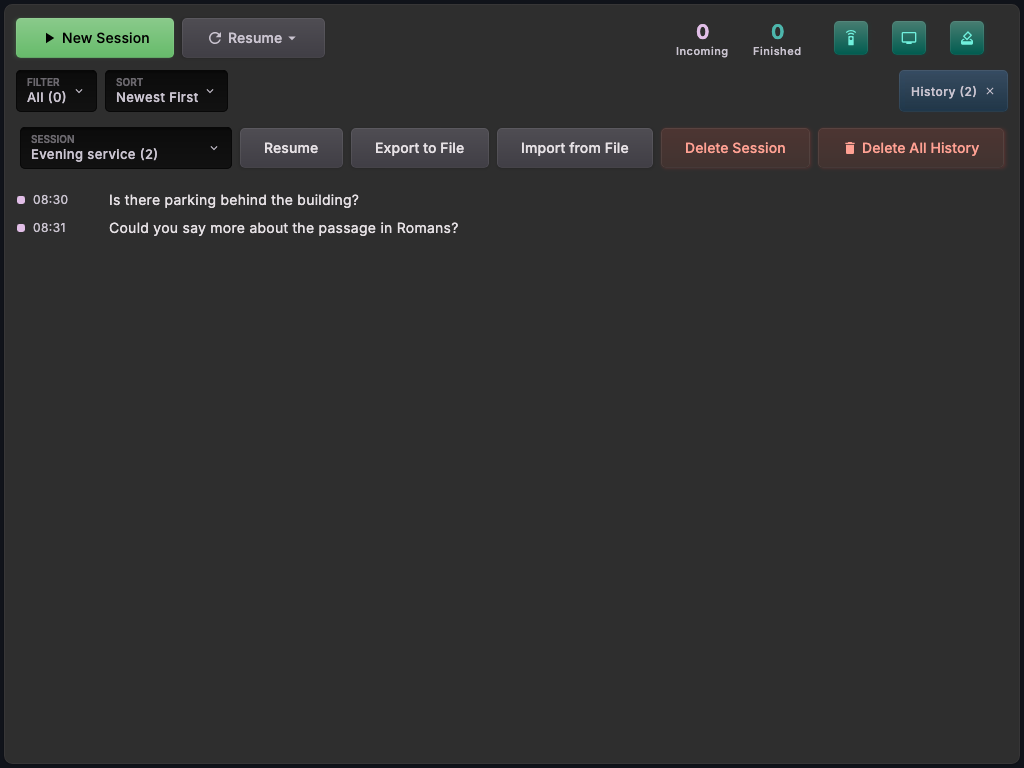 New Session
Resume
0
Incoming
0
Finished
FILTER
All (0)
SORT
Newest First
History (2)
SESSION
Evening service (2)
Resume
Export to File
Import from File
Delete Session
Delete All History
08:30 Is there parking behind the building?
08:31 Could you say more about the passage in Romans?